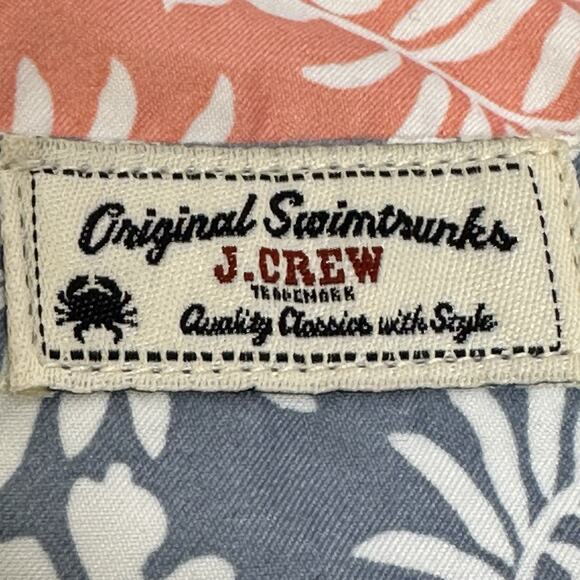 Original Swimtrunks
J.CREW
TRADEMARK
Quality Classics with Style